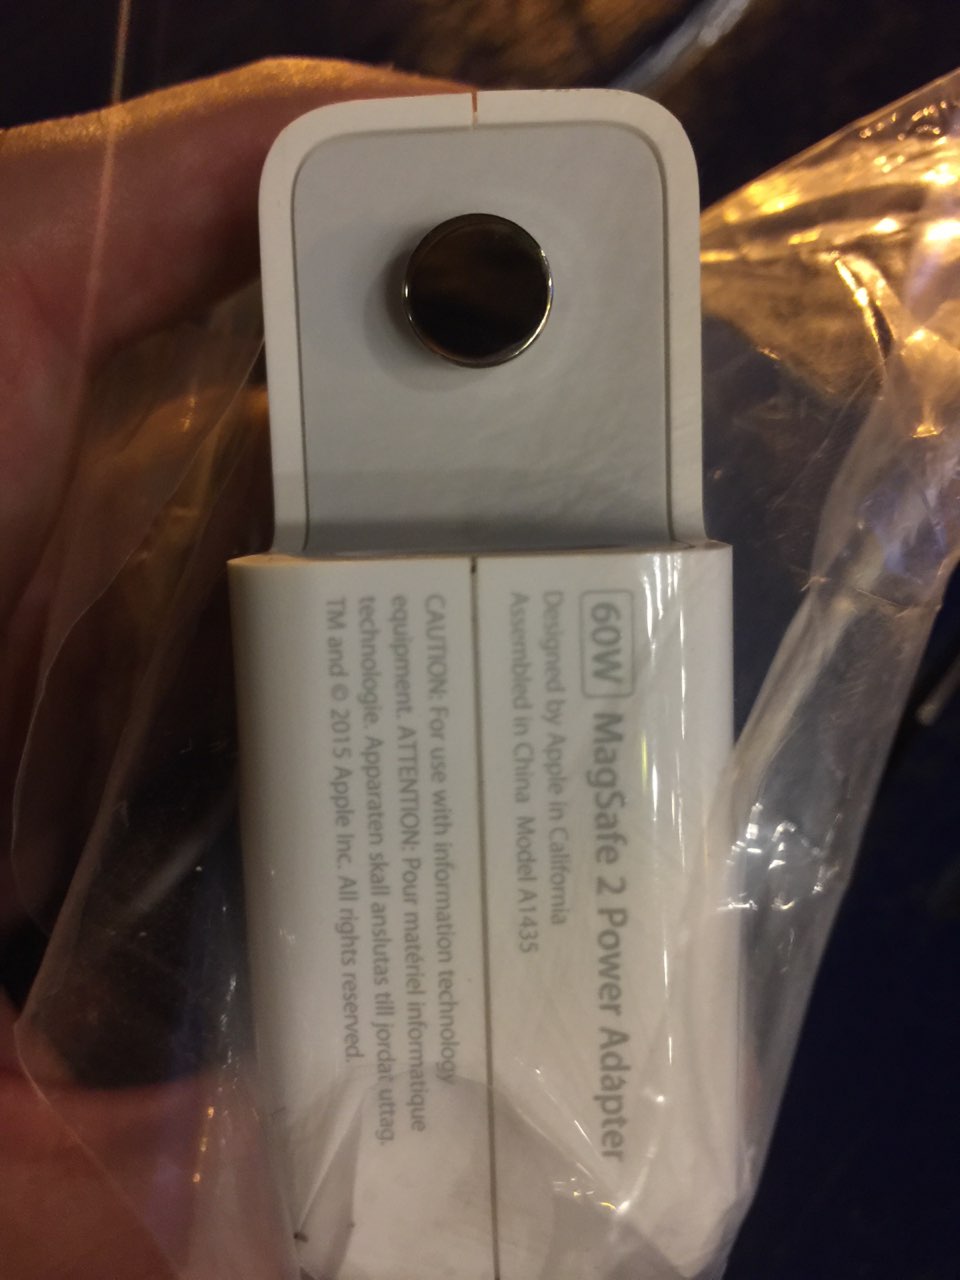 60W MagSafe 2 Power Adapter
Designed by Apple in California
Assembled in China Model A1435
CAUTION: For use with information technology
equipment. ATTENTION: Pour matériel informatique
technologie. Apparaten skall anslutas till jordat uttag.
TM and © 2015 Apple Inc. All rights reserved.